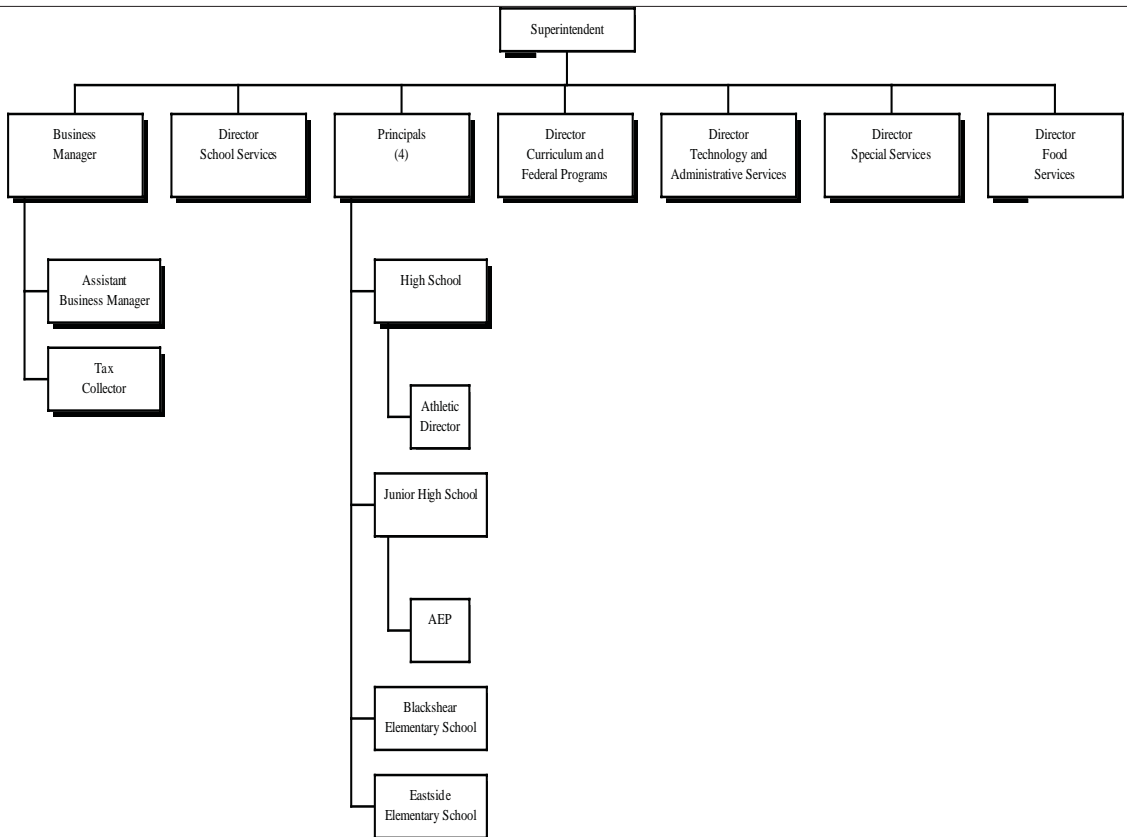 Superintendent
Business
Manager
Director
School Services
Principals
(4)
Director
Curriculum and
Federal Programs
Director
Technology and
Administrative Services
Director
Special Services
Director
Food
Services
Assistant
Business Manager
Tax
Collector
High School
Athletic
Director
Junior High School
AEP
Blackshear
Elementary School
Eastside
Elementary School